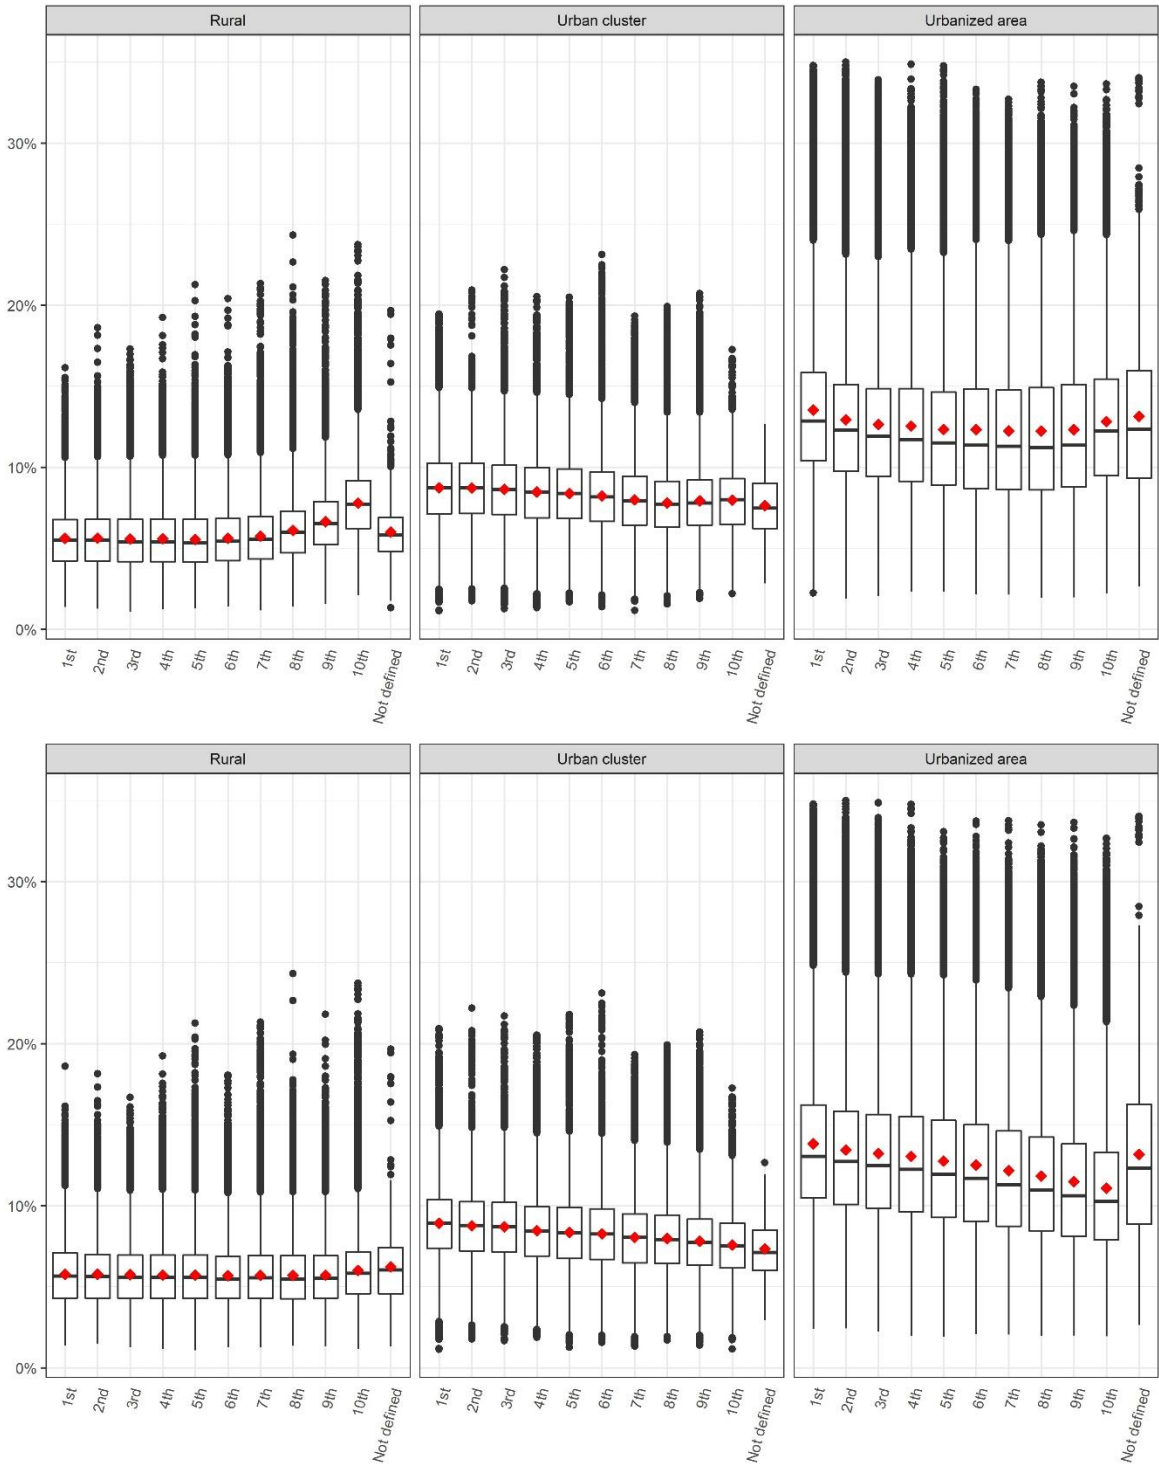 Rural Urban cluster Urbanized area
30%
20%
10%
0%
1st 2nd 3rd 4th 5th 6th 7th 8th 9th 10th Not defined 1st 2nd 3rd 4th 5th 6th 7th 8th 9th 10th Not defined 1st 2nd 3rd 4th 5th 6th 7th 8th 9th 10th Not defined
Rural Urban cluster Urbanized area
30%
20%
10%
0%
1st 2nd 3rd 4th 5th 6th 7th 8th 9th 10th Not defined 1st 2nd 3rd 4th 5th 6th 7th 8th 9th 10th Not defined 1st 2nd 3rd 4th 5th 6th 7th 8th 9th 10th Not defined